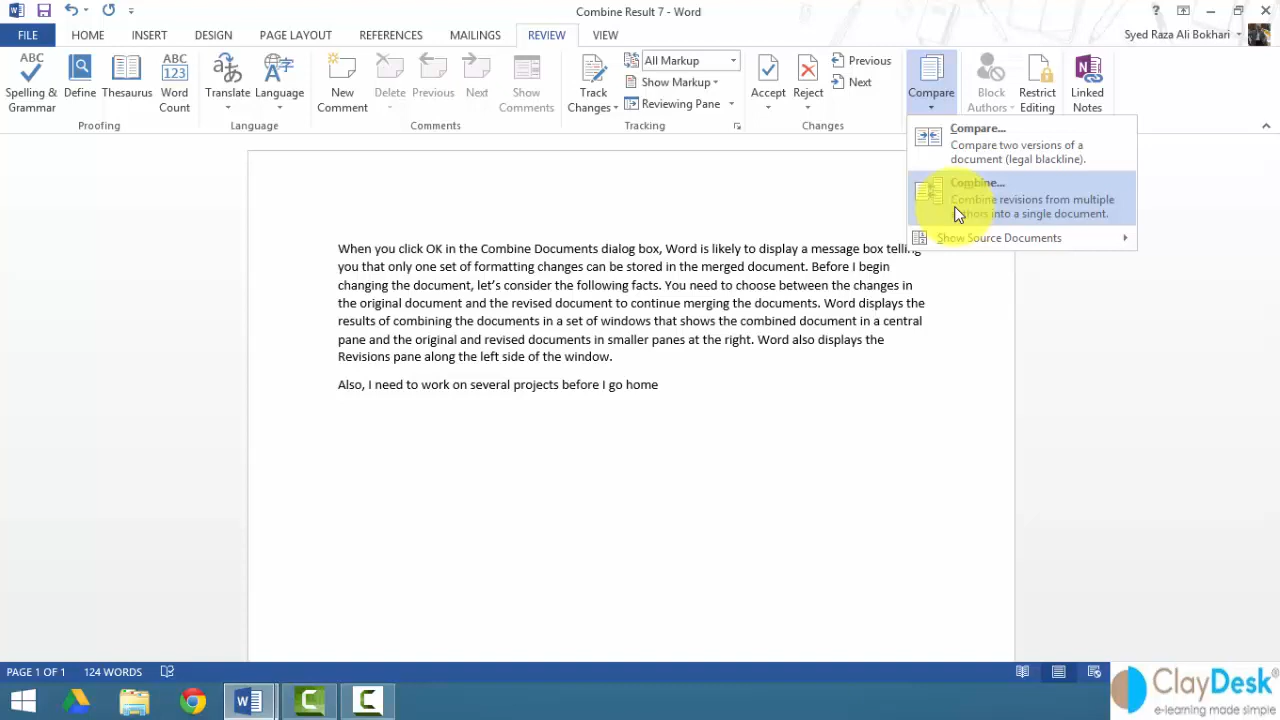 Combine Result 7 - Word
?
FILE HOME INSERT DESIGN PAGE LAYOUT REFERENCES MAILINGS REVIEW VIEW Syed Raza Ali Bokhari
ABC Spelling & Grammar
Define
Thesaurus
ABC 123 Word Count
Proofing
Translate
Language
Language
New Comment
Delete
Previous
Next
Show Comments
Comments
Track Changes
All Markup
Show Markup
Reviewing Pane
Tracking
Accept
Reject
Previous
Next
Changes
Compare
Block Authors
Restrict Editing
Linked Notes
Compare...
Compare two versions of a
document (legal blackline).
Combine...
Combine revisions from multiple
authors into a single document.
Show Source Documents
When you click OK in the Combine Documents dialog box, Word is likely to display a message box telling
you that only one set of formatting changes can be stored in the merged document. Before I begin
changing the document, let's consider the following facts. You need to choose between the changes in
the original document and the revised document to continue merging the documents. Word displays the
results of combining the documents in a set of windows that shows the combined document in a central
pane and the original and revised documents in smaller panes at the right. Word also displays the
Revisions pane along the left side of the window.
Also, I need to work on several projects before I go home
PAGE 1 OF 1 124 WORDS
ClayDesk®
e-learning made simple